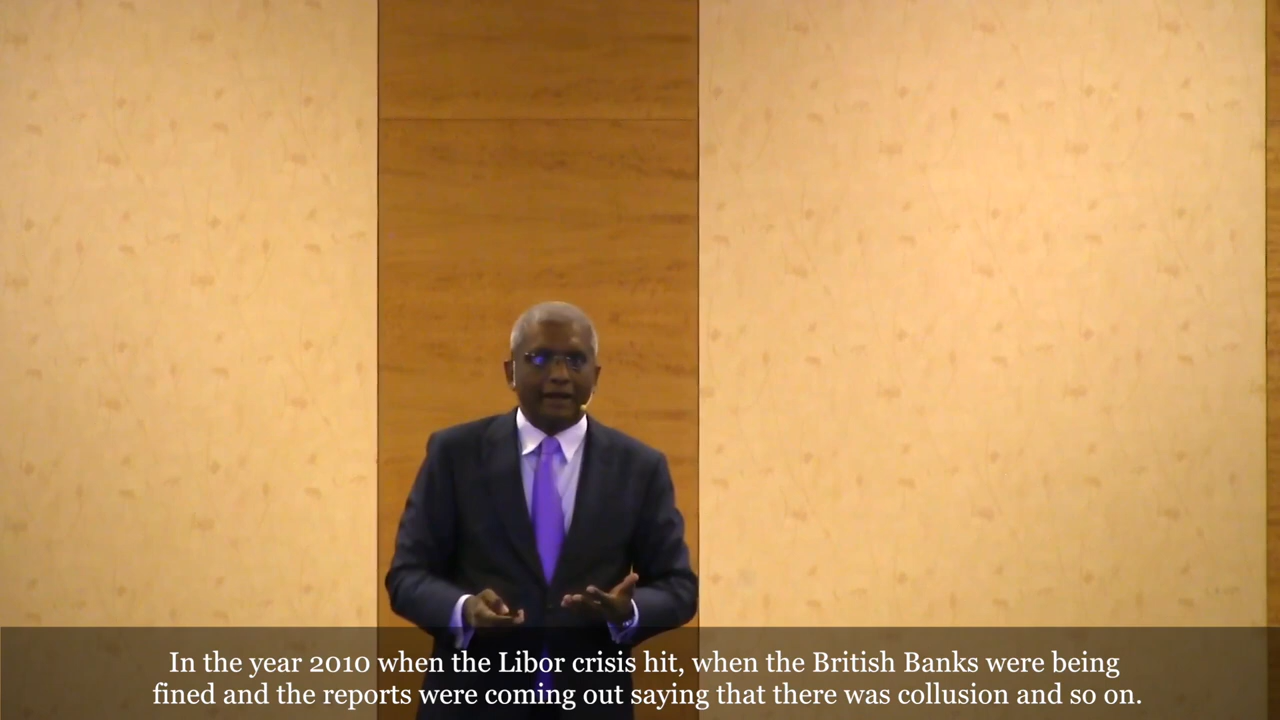 In the year 2010 when the Libor crisis hit, when the British Banks were being
fined and the reports were coming out saying that there was collusion and so on.